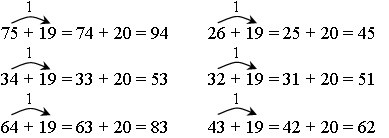 1 1
75 + 19 = 74 + 20 = 94 26 + 19 = 25 + 20 = 45
1 1
34 + 19 = 33 + 20 = 53 32 + 19 = 31 + 20 = 51
1 1
64 + 19 = 63 + 20 = 83 43 + 19 = 42 + 20 = 62